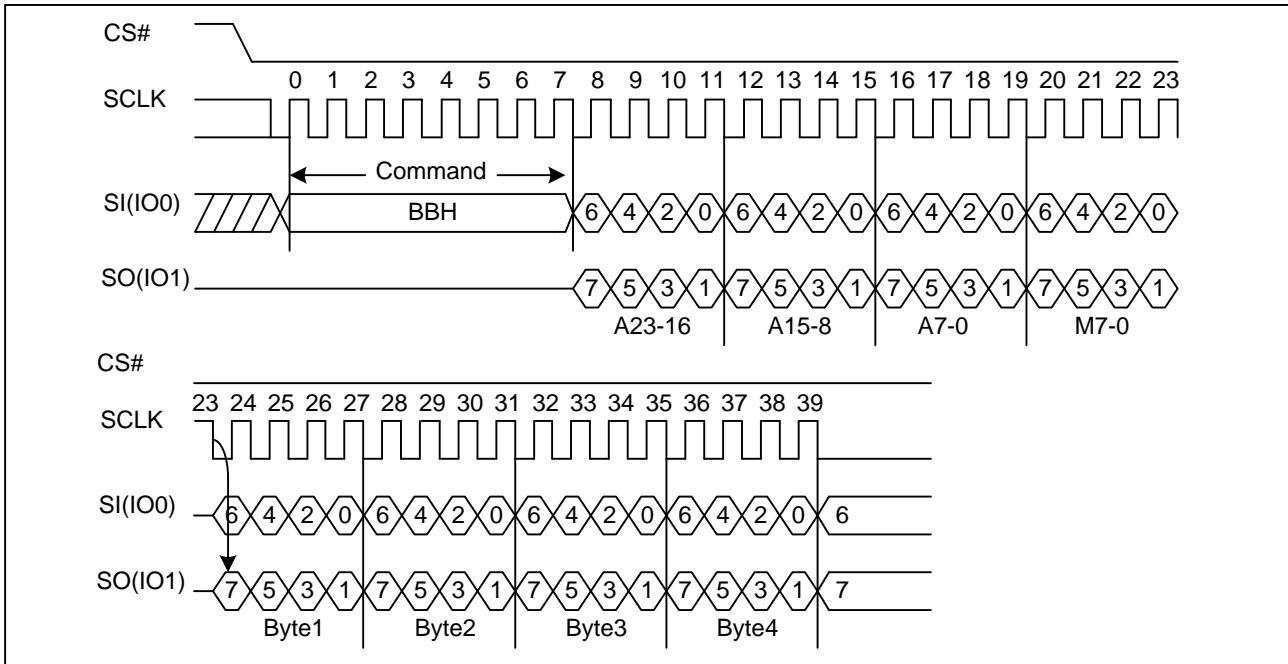 CS#
0 1 2 3 4 5 6 7 8 9 10 11 12 13 14 15 16 17 18 19 20 21 22 23
SCLK
Command
SI(IO0) BBH 6 4 2 0 6 4 2 0 6 4 2 0 6 4 2 0
SO(IO1) 7 5 3 1 7 5 3 1 7 5 3 1 7 5 3 1
A23-16 A15-8 A7-0 M7-0
CS#
23 24 25 26 27 28 29 30 31 32 33 34 35 36 37 38 39
SCLK
SI(IO0) 6 4 2 0 6 4 2 0 6 4 2 0 6 4 2 0 6
SO(IO1) 7 5 3 1 7 5 3 1 7 5 3 1 7 5 3 1 7
Byte1 Byte2 Byte3 Byte4